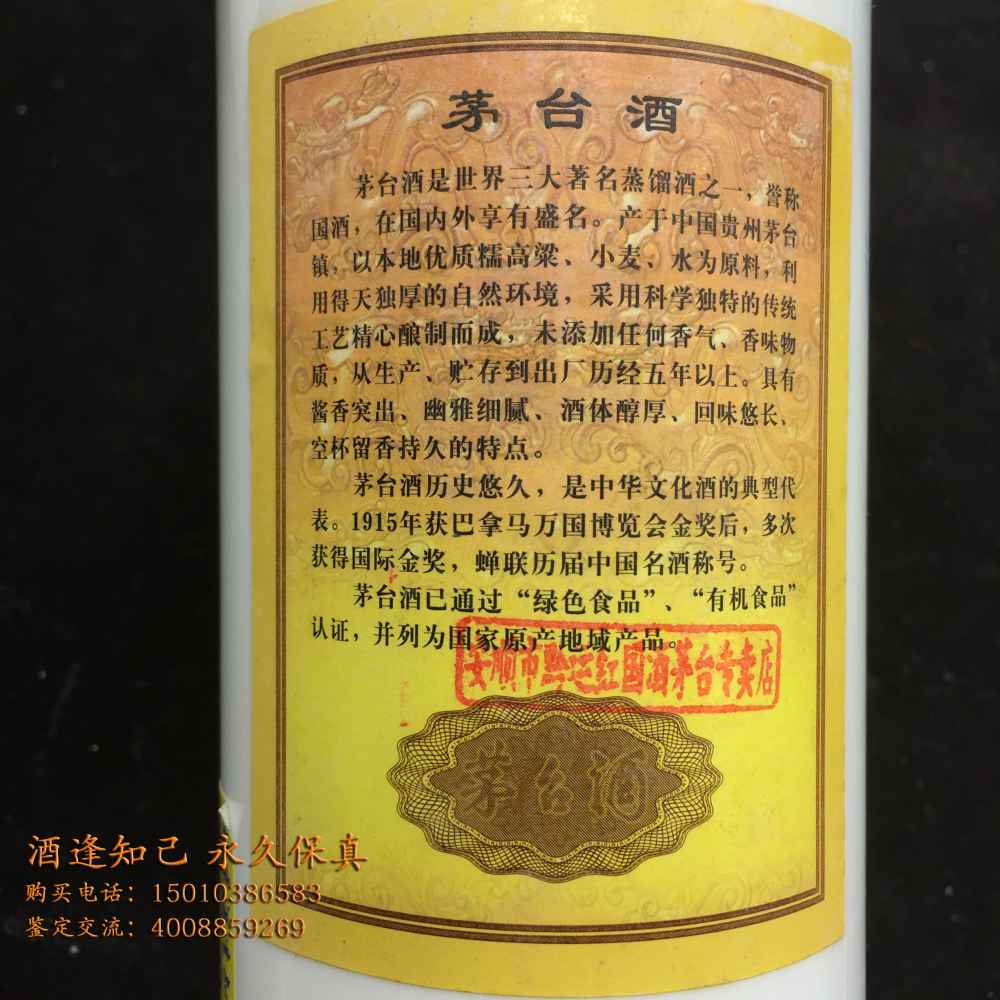 茅台酒
茅台酒是世界三大著名蒸馏酒之一，誉称
国酒，在国内外享有盛名。产于中国贵州茅台
镇，以本地优质糯高粱、小麦、水为原料，利
用得天独厚的自然环境，采用科学独特的传统
工艺精心酿制而成，未添加任何香气、香味物
质，从生产、贮存到出厂历经五年以上。具有
酱香突出、幽雅细腻、酒体醇厚、回味悠长、
空杯留香持久的特点。
茅台酒历史悠久，是中华文化酒的典型代
表。1915年获巴拿马万国博览会金奖后，多次
获得国际金奖，蝉联历届中国名酒称号。
茅台酒已通过“绿色食品”、“有机食品”
认证，并列为国家原产地域产品。
安顺市黔 红国酒茅台专卖店
茅台酒
酒逢知己 永久保真
购买电话：15010386583
鉴定交流：4008859269